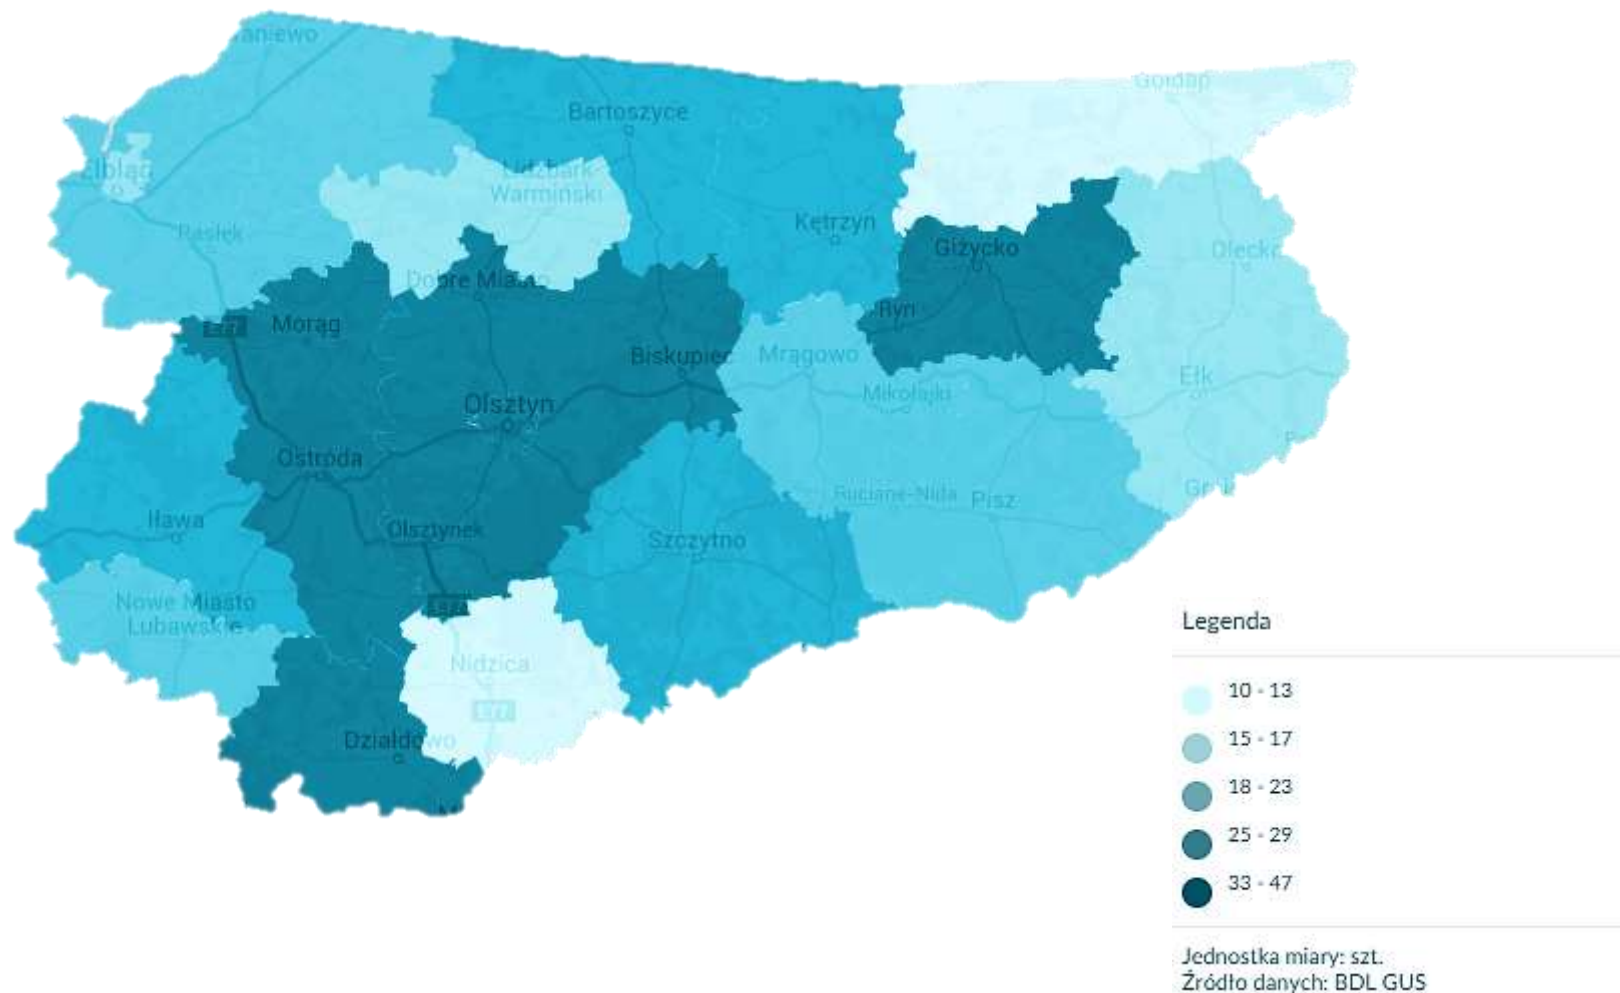 aniewo
Gołdap
Bartoszyce
Elbląg
Lidzbark
Warmiński
Kętrzyn
Pasłęk
Giżycko
Olecko
Dobre Miasto
Ryn
Morąg
Biskupiec
Mrągowo
Ełk
Mikołajki
Olsztyn
Ostróda
Ruciane-Nida
Pisz
Iława
Olsztynek
Szczytno
Nowe Miasto
Lubawskie
Nidzica
E77
Działdowo
Legenda
10 - 13
15 - 17
18 - 23
25 - 29
33 - 47
Jednostka miary: szt.
Źródło danych: BDL GUS